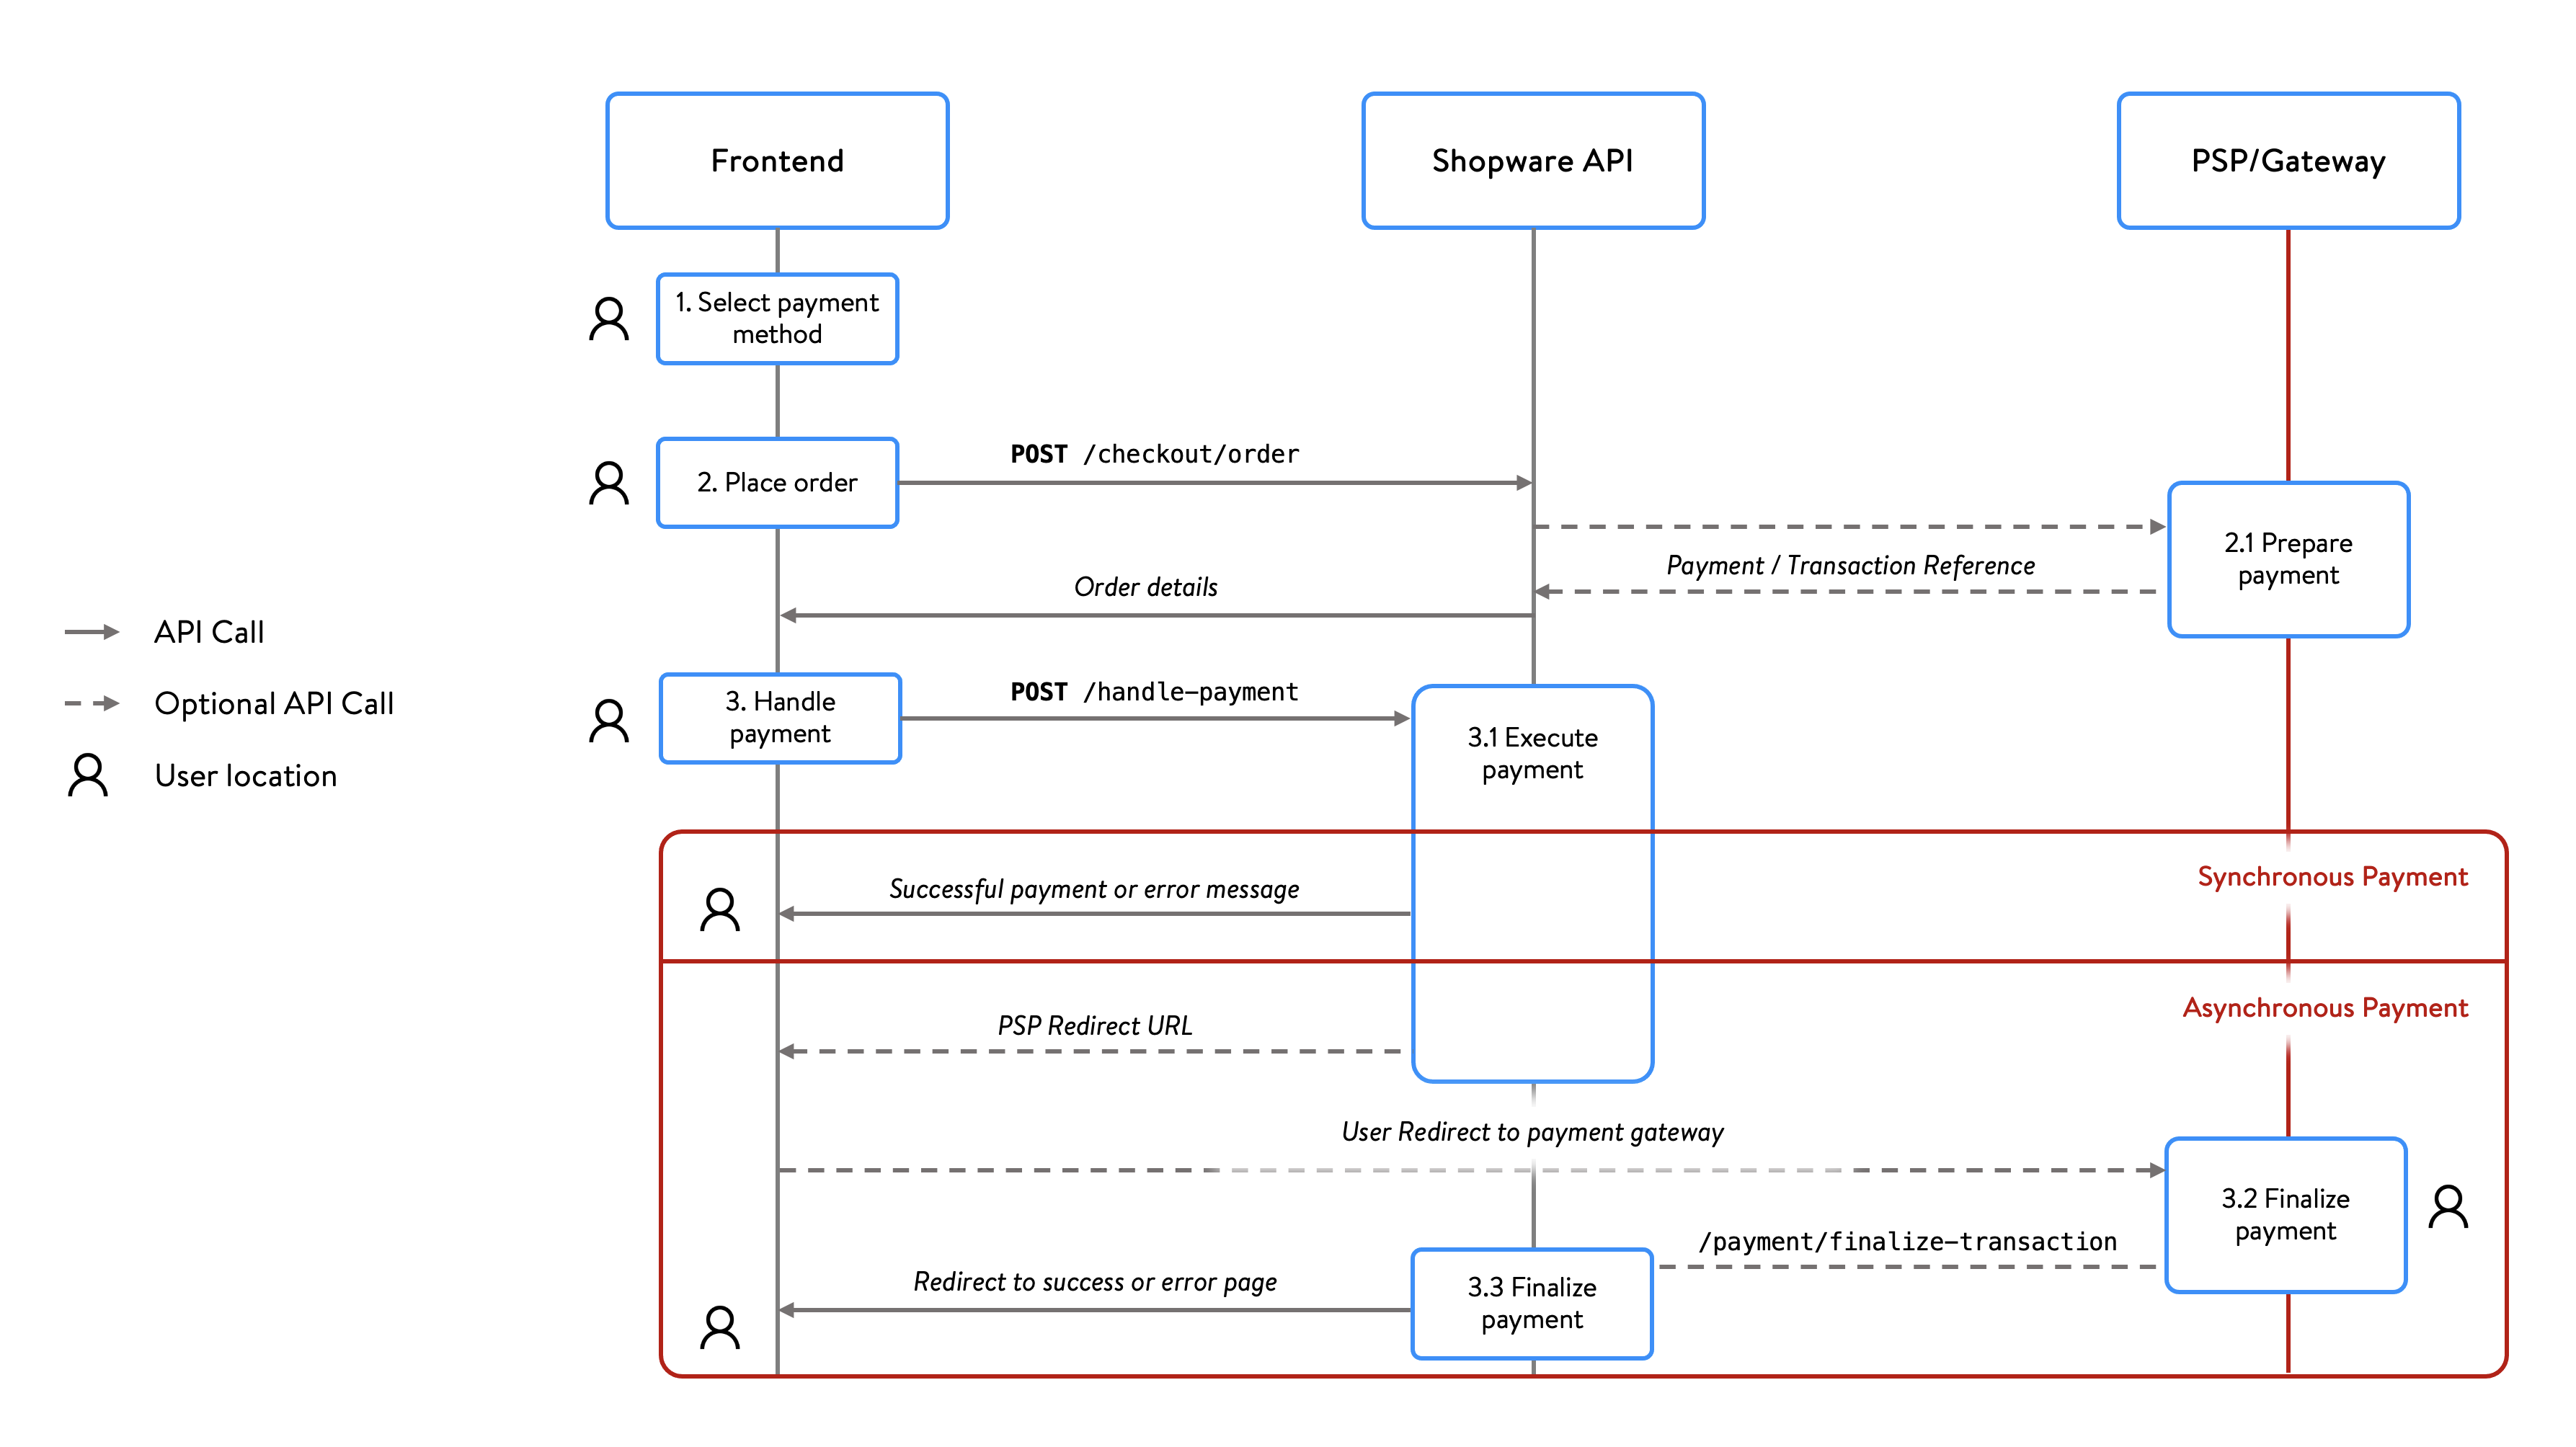 Frontend
Shopware API
PSP/Gateway
1. Select payment
method
POST /checkout/order
2. Place order
2.1 Prepare
payment
Payment / Transaction Reference
Order details
API Call
Optional API Call
User location
3. Handle
payment
POST /handle-payment
3.1 Execute
payment
Synchronous Payment
Successful payment or error message
Asynchronous Payment
PSP Redirect URL
User Redirect to payment gateway
3.2 Finalize
payment
/payment/finalize-transaction
3.3 Finalize
payment
Redirect to success or error page